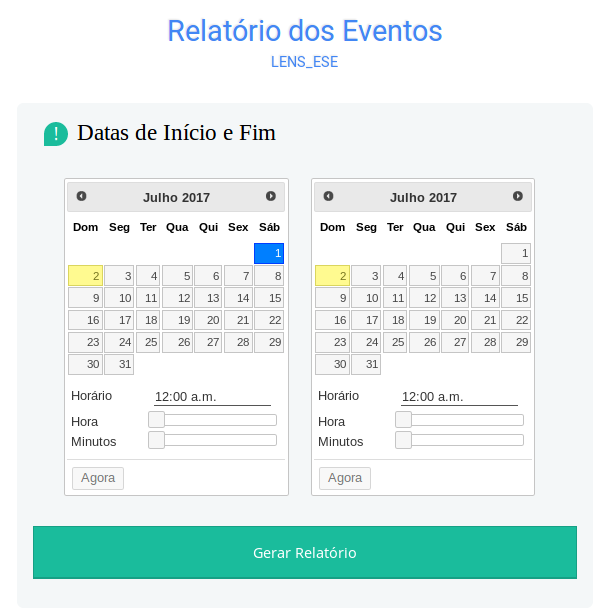 Relatório dos Eventos
LENS_ESE
! Datas de Início e Fim
Julho 2017
Dom Seg Ter Qua Qui Sex Sáb
1
2 3 4 5 6 7 8
9 10 11 12 13 14 15
16 17 18 19 20 21 22
23 24 25 26 27 28 29
30 31
Horário 12:00 a.m.
Hora
Minutos
Agora
Julho 2017
Dom Seg Ter Qua Qui Sex Sáb
1
2 3 4 5 6 7 8
9 10 11 12 13 14 15
16 17 18 19 20 21 22
23 24 25 26 27 28 29
30 31
Horário 12:00 a.m.
Hora
Minutos
Agora
Gerar Relatório